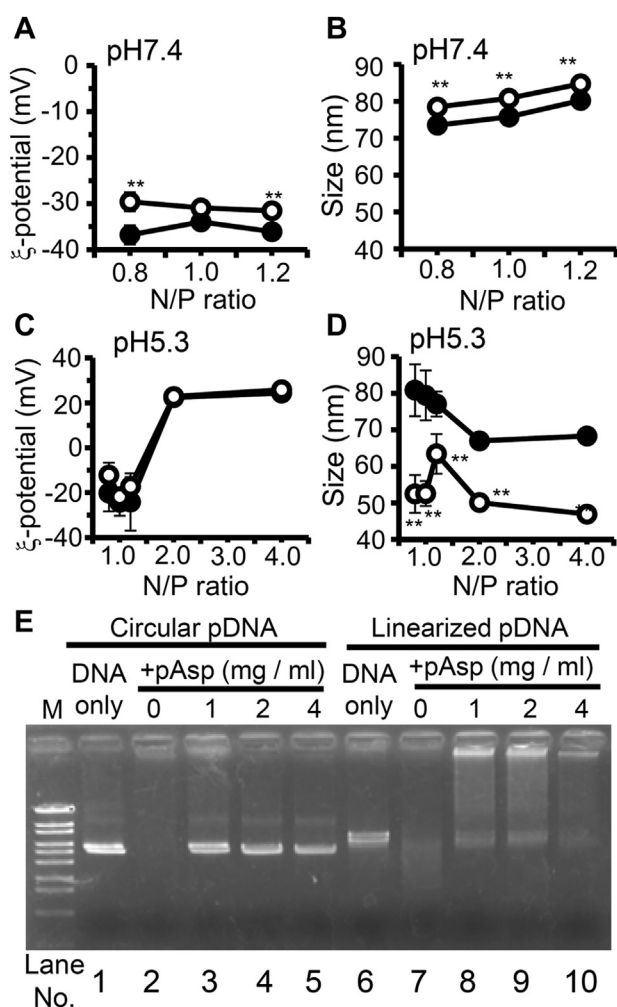 A
pH7.4
0
-10
-20
-30
-40
ξ-potential (mV)
**
**
0.8 1.0 1.2
N/P ratio
B
pH7.4
90
80
70
60
50
40
Size (nm)
** ** **
0.8 1.0 1.2
N/P ratio
C
pH5.3
40
20
0
-20
-40
ξ-potential (mV)
1.0 2.0 3.0 4.0
N/P ratio
D
pH5.3
90
80
70
60
50
40
Size (nm)
**
**
**
**
**
1.0 2.0 3.0 4.0
N/P ratio
E
Circular pDNA Linearized pDNA
DNA only +pAsp (mg / ml) DNA only +pAsp (mg / ml)
M 0 1 2 4 0 1 2 4
Lane No. 1 2 3 4 5 6 7 8 9 10